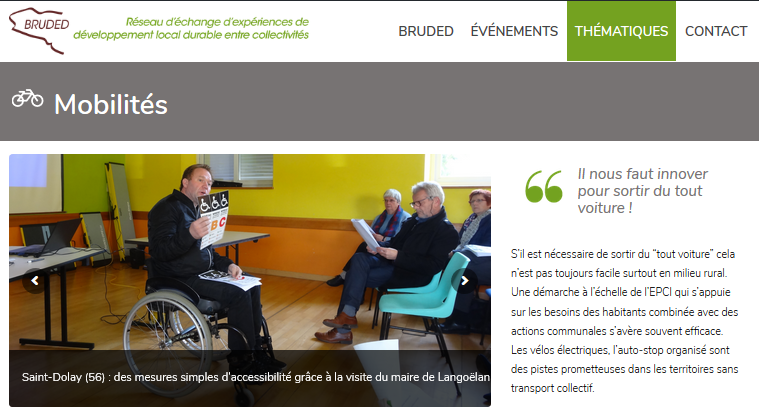 BRUDED
Réseau d'échange d'expériences de
développement local durable entre collectivités
BRUDED ÉVÉNEMENTS THÉMATIQUES CONTACT
Mobilités
B C
Saint-Dolay (56) : des mesures simples d'accessibilité grâce à la visite du maire de Langoëlan
Il nous faut innover
pour sortir du tout
voiture !
S'il est nécessaire de sortir du "tout voiture" cela
n'est pas toujours facile surtout en milieu rural.
Une démarche à l'échelle de l'EPCI qui s'appuie
sur les besoins des habitants combinée avec des
actions communales s'avère souvent efficace.
Les vélos électriques, l'auto-stop organisé sont
des pistes prometteuses dans les territoires sans
transport collectif.